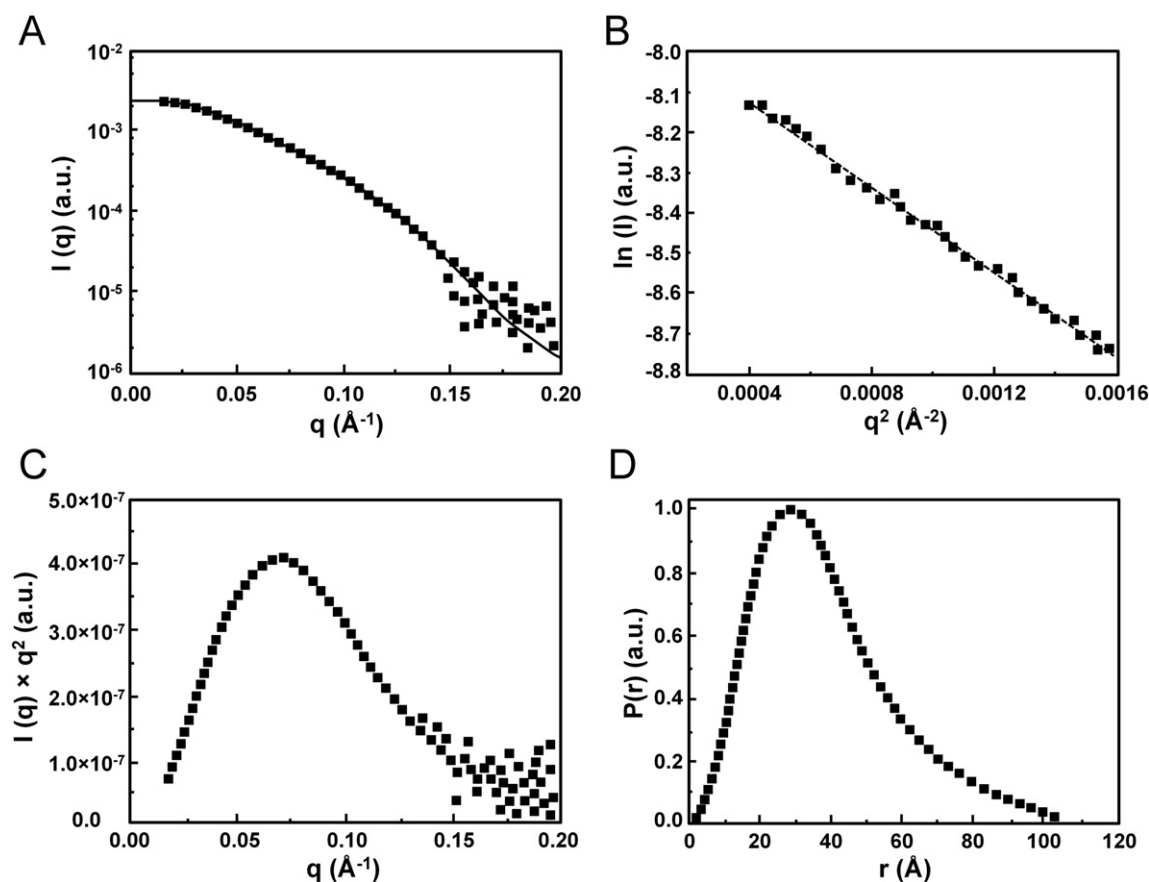 A
I (q) (a.u.)
10-2
10-3
10-4
10-5
10-6
0.00 0.05 0.10 0.15 0.20
q (Å-1)
B
ln (I) (a.u.)
-8.0
-8.1
-8.2
-8.3
-8.4
-8.5
-8.6
-8.7
-8.8
0.0004 0.0008 0.0012 0.0016
q2 (Å-2)
C
I (q) × q2 (a.u.)
5.0×10-7
4.0×10-7
3.0×10-7
2.0×10-7
1.0×10-7
0.0
0.00 0.05 0.10 0.15 0.20
q (Å-1)
D
P(r) (a.u.)
1.0
0.8
0.6
0.4
0.2
0.0
0 20 40 60 80 100 120
r (Å)